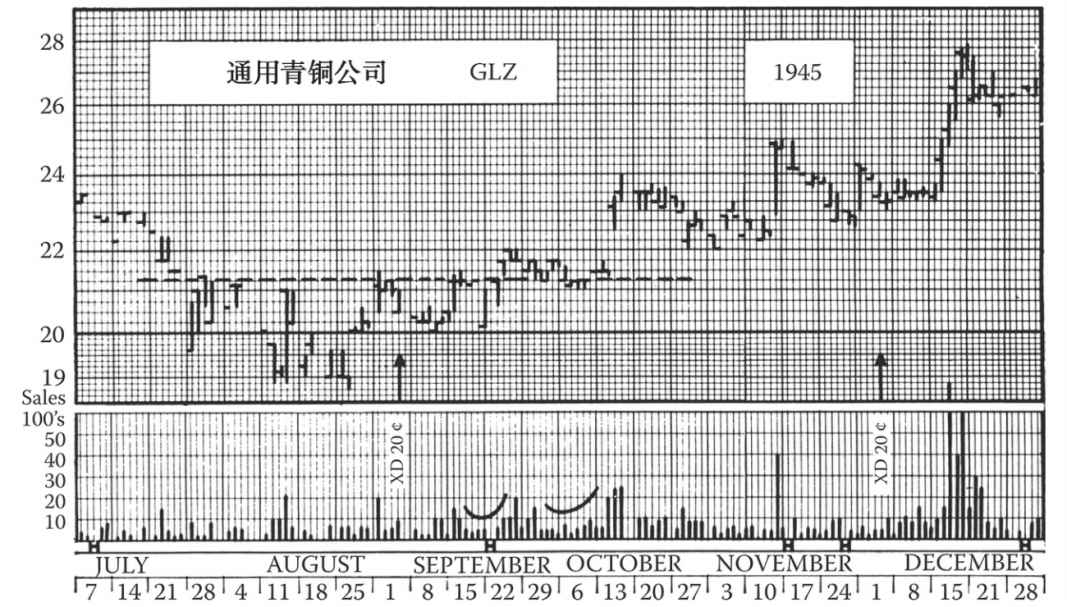 通用青铜公司 GLZ 1945
28
26
24
22
20
19
Sales
100's
50
40
30
20
10
XD 20 ¢
XD 20 ¢
JULY AUGUST SEPTEMBER OCTOBER NOVEMBER DECEMBER
7 14 21 28 4 11 18 25 1 8 15 22 29 6 13 20 27 3 10 17 24 1 8 15 21 28